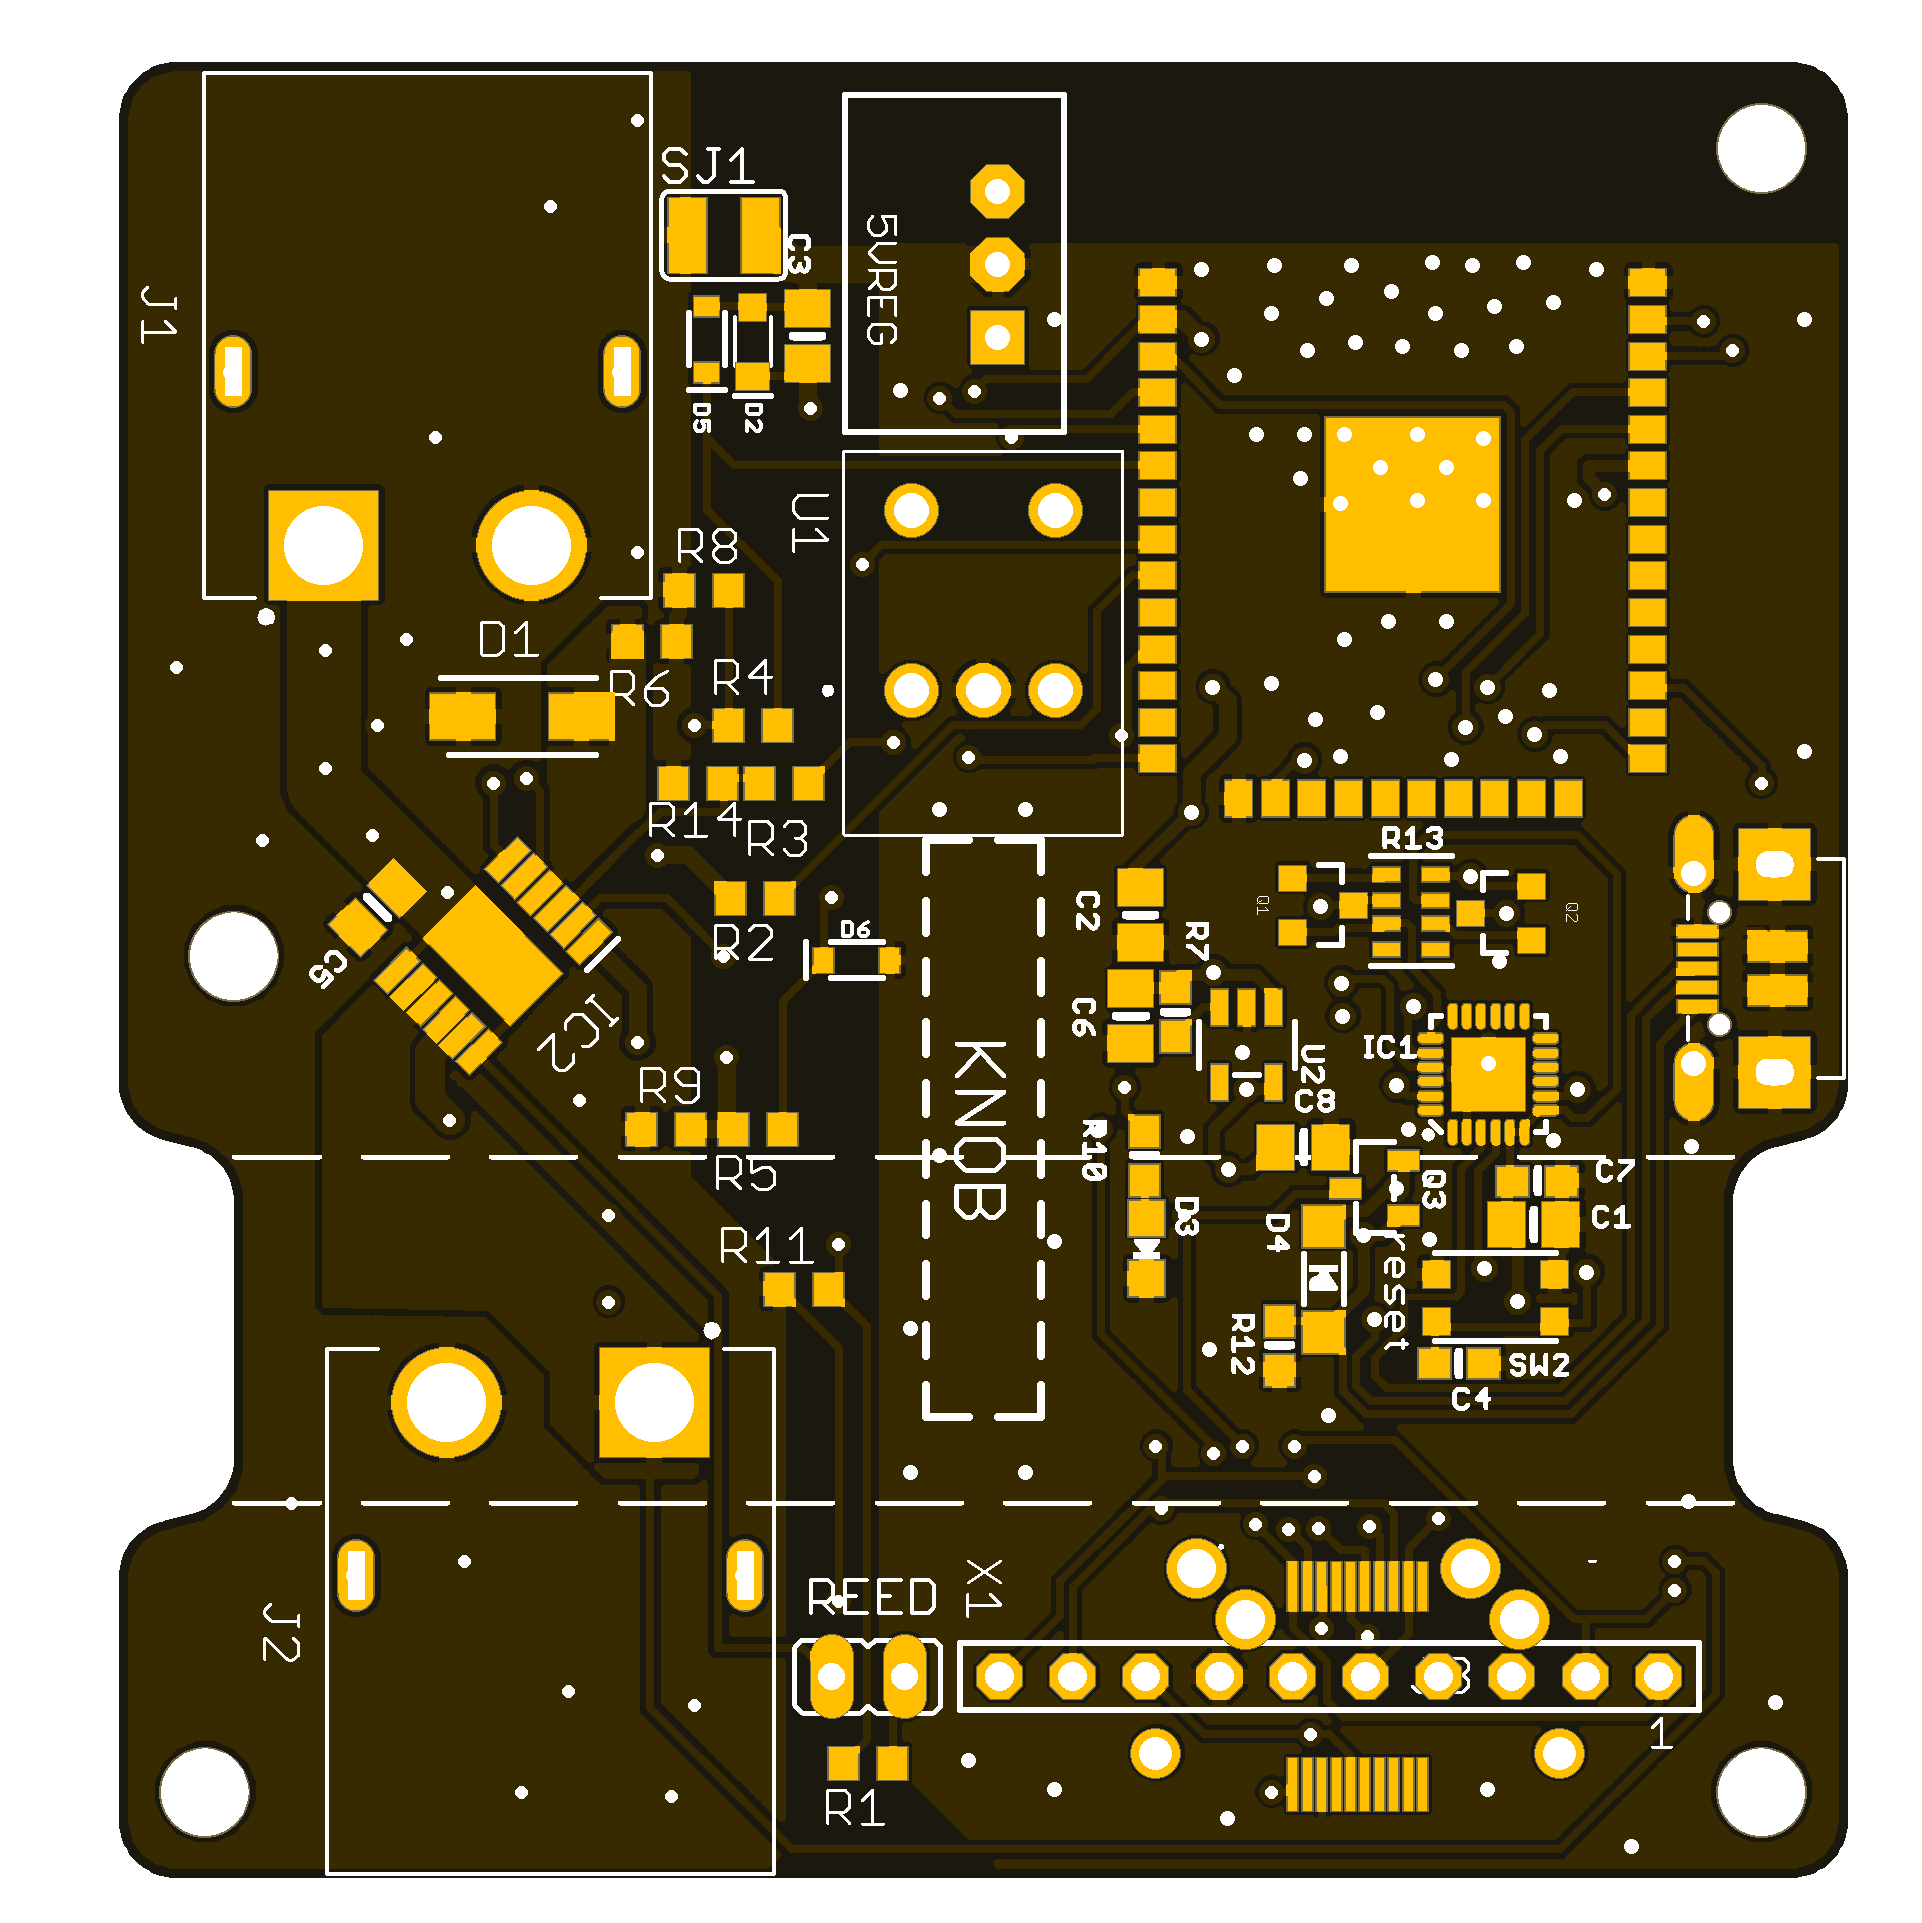 SJ1
C3
5VREG
J1
D5
D2
U1
R8
D1
R6
R4
R14
R3
R13
C2
R7
Q1
Q2
R2
D6
C5
IC2
C6
KNOB
IC1
U2
C8
R9
R10
R5
C7
Q3
C1
D3
D4
R11
reset
K
R12
SW2
C4
REED
X1
J2
1
R1